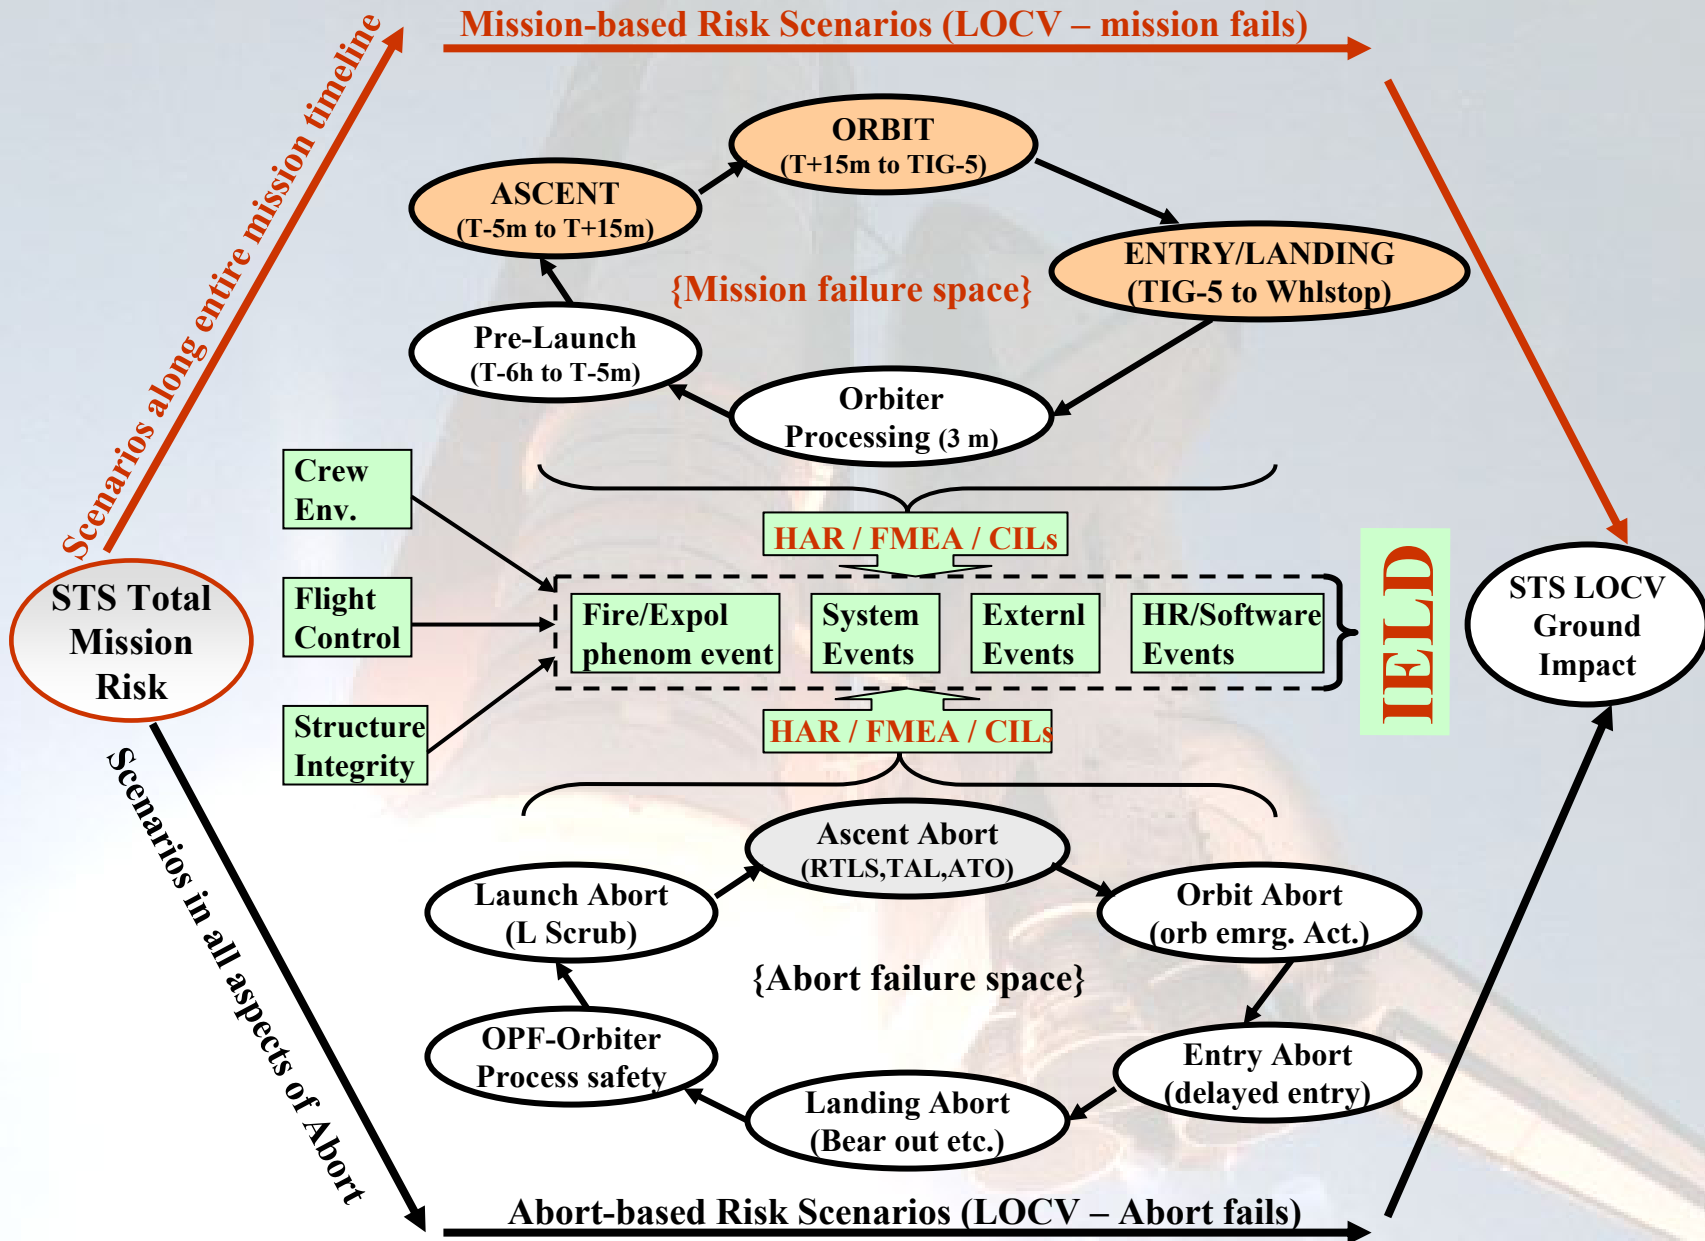 Mission-based Risk Scenarios (LOCV – mission fails)
Scenarios along entire mission timeline
ORBIT
(T+15m to TIG-5)
ASCENT
(T-5m to T+15m)
ENTRY/LANDING
(TIG-5 to Whlstop)
{Mission failure space}
Pre-Launch
(T-6h to T-5m)
Orbiter
Processing (3 m)
Crew
Env.
HAR / FMEA / CILs
STS Total
Mission
Risk
Flight
Control
Fire/Expol
phenom event
System
Events
Externl
Events
HR/Software
Events
IELD
STS LOCV
Ground
Impact
Structure
Integrity
HAR / FMEA / CILs
Scenarios in all aspects of Abort
Ascent Abort
(RTLS,TAL,ATO)
Launch Abort
(L Scrub)
Orbit Abort
(orb emrg. Act.)
{Abort failure space}
OPF-Orbiter
Process safety
Entry Abort
(delayed entry)
Landing Abort
(Bear out etc.)
Abort-based Risk Scenarios (LOCV – Abort fails)